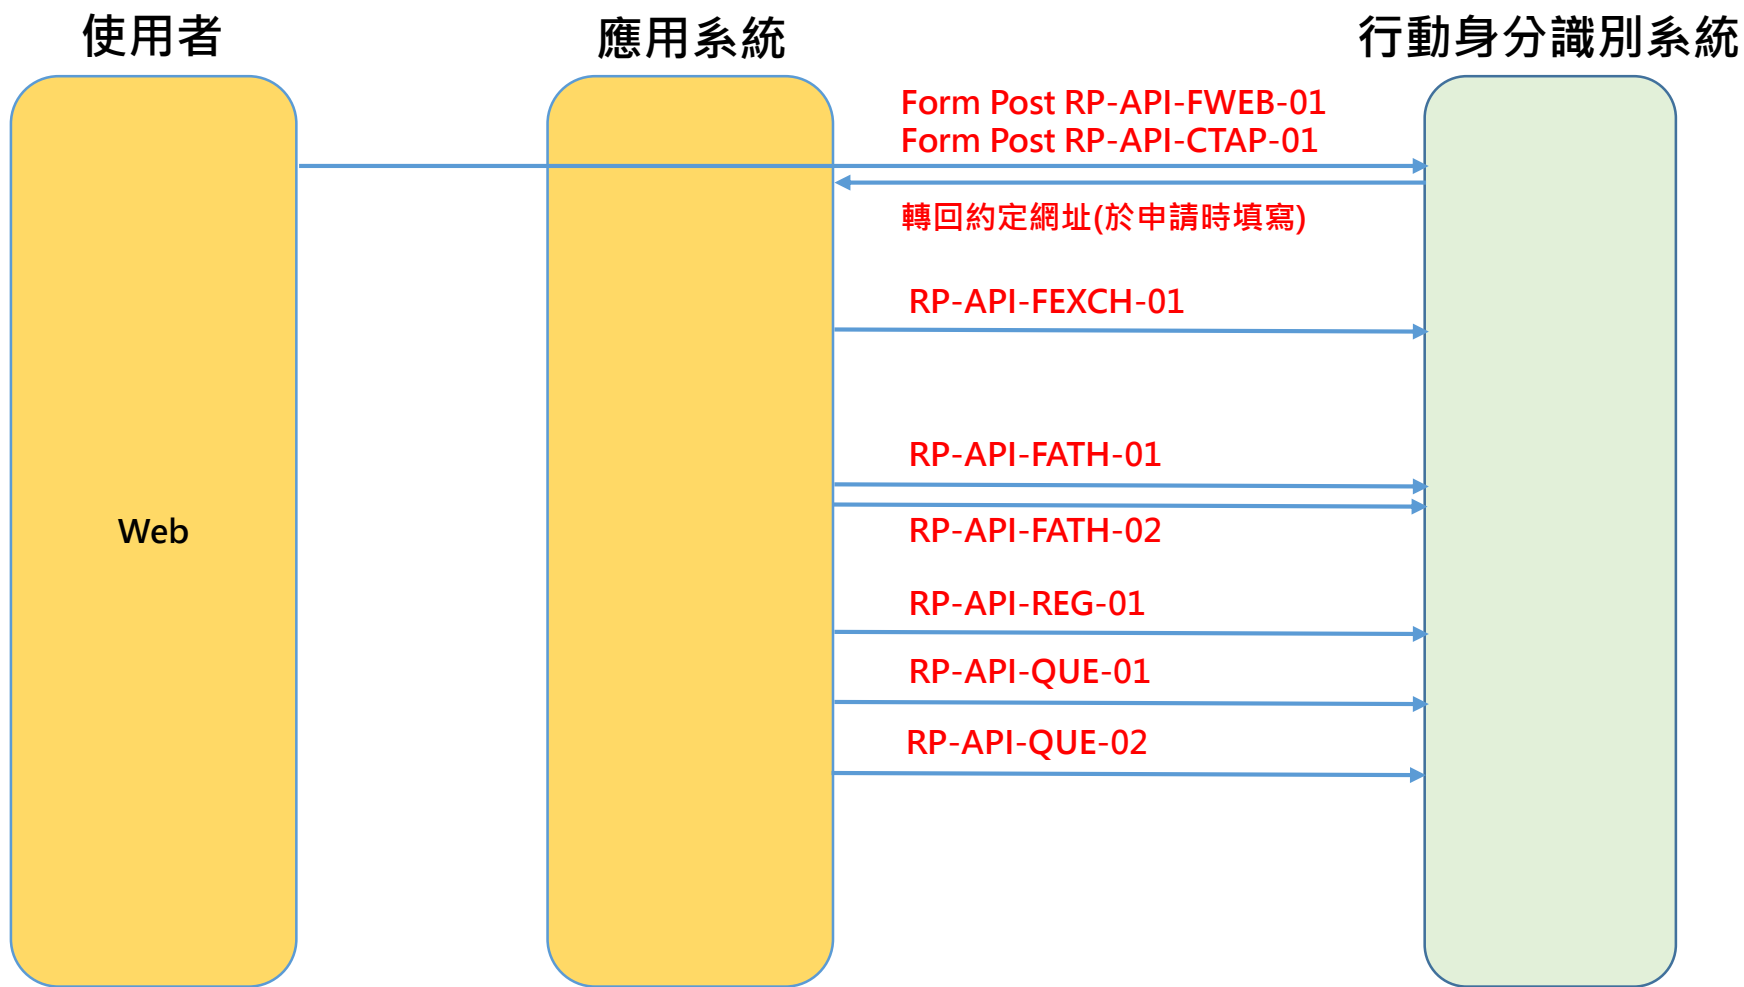 使用者
應用系統
行動身分識別系統
Form Post RP-API-FWEB-01
Form Post RP-API-CTAP-01
轉回約定網址(於申請時填寫)
RP-API-FEXCH-01
RP-API-FATH-01
Web
RP-API-FATH-02
RP-API-REG-01
RP-API-QUE-01
RP-API-QUE-02